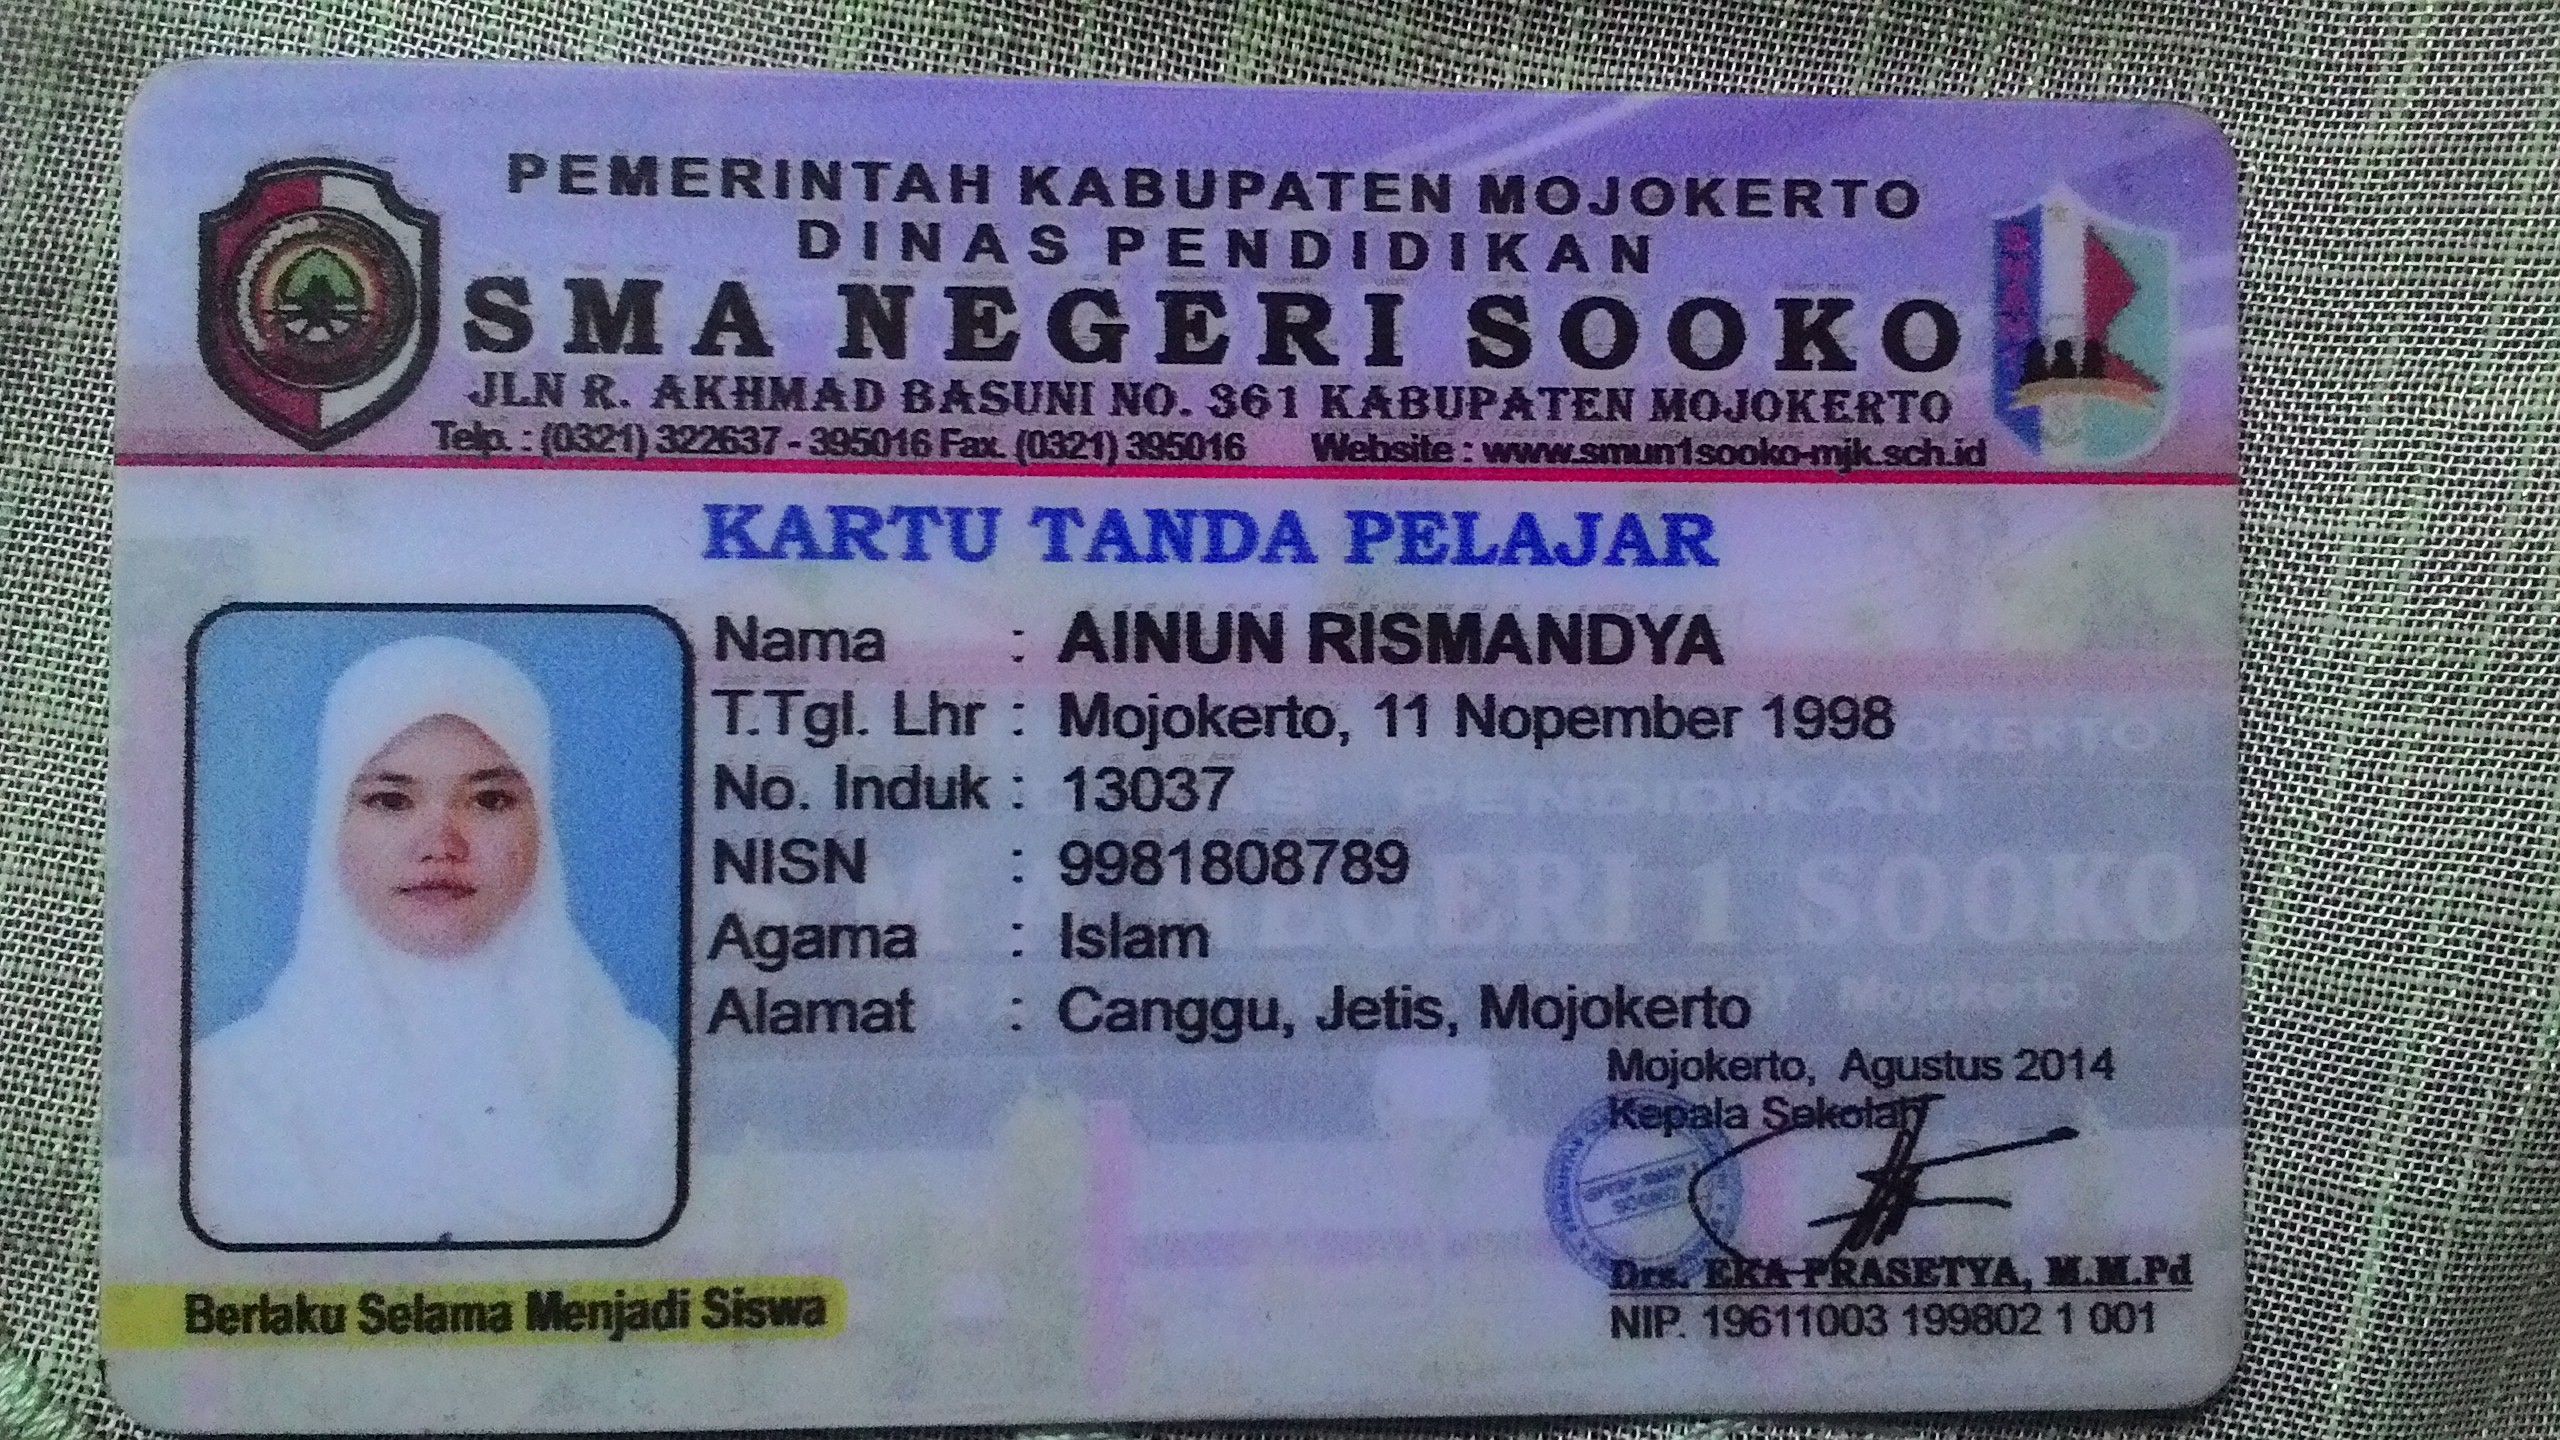 PEMERINTAH KABUPATEN MOJOKERTO
DINAS PENDIDIKAN
SMA NEGERI SOOKO
JLN R. AKHMAD BASUNI NO. 361 KABUPATEN MOJOKERTO
Telp. : (0321) 322637 - 395016 Fax. (0321) 395016 Website : www.smun1sooko-mjk.sch.id
KARTU TANDA PELAJAR
Nama : AINUN RISMANDYA
T.Tgl. Lhr : Mojokerto, 11 Nopember 1998
No. Induk : 13037
NISN : 9981808789
Agama : Islam
Alamat : Canggu, Jetis, Mojokerto
Mojokerto, Agustus 2014
Kepala Sekolah
Drs. EKA PRASETYA, M.M.Pd
NIP. 19611003 199802 1 001
Berlaku Selama Menjadi Siswa